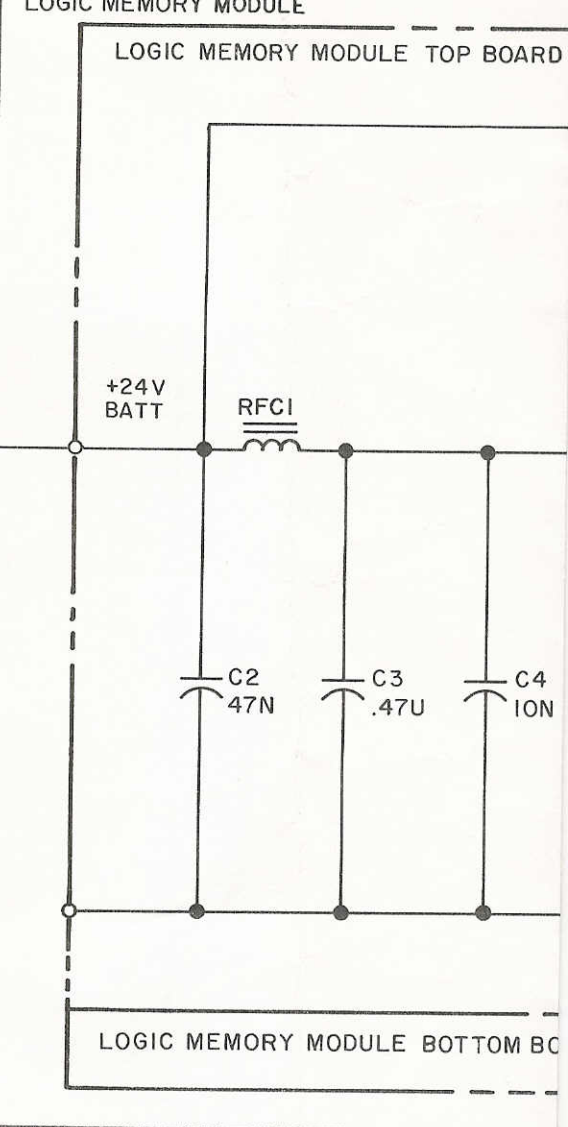 LOGIC MEMORY MODULE
LOGIC MEMORY MODULE TOP BOARD
+24V
BATT
RFC1
C2
47N
C3
.47U
C4
10N
LOGIC MEMORY MODULE BOTTOM